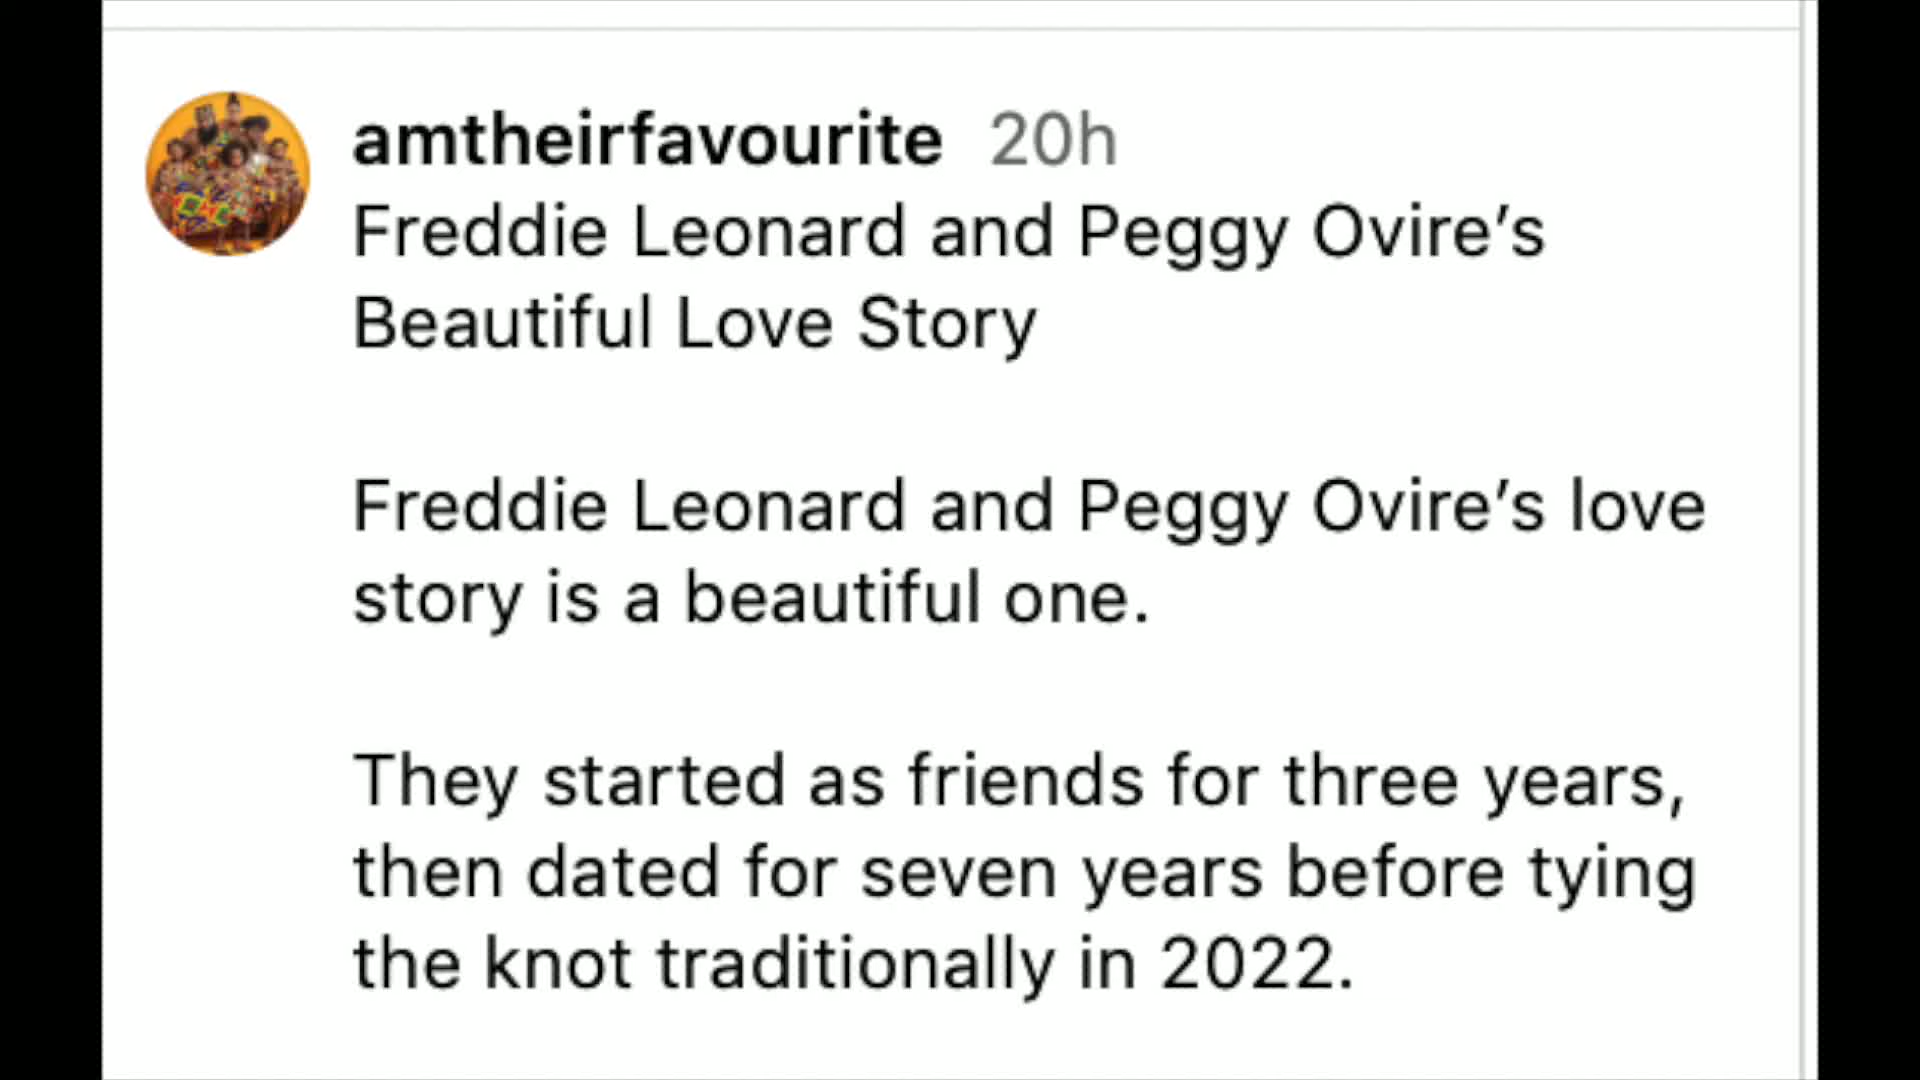 amtheirfavourite 20h
Freddie Leonard and Peggy Ovire’s
Beautiful Love Story
Freddie Leonard and Peggy Ovire’s love
story is a beautiful one.
They started as friends for three years,
then dated for seven years before tying
the knot traditionally in 2022.